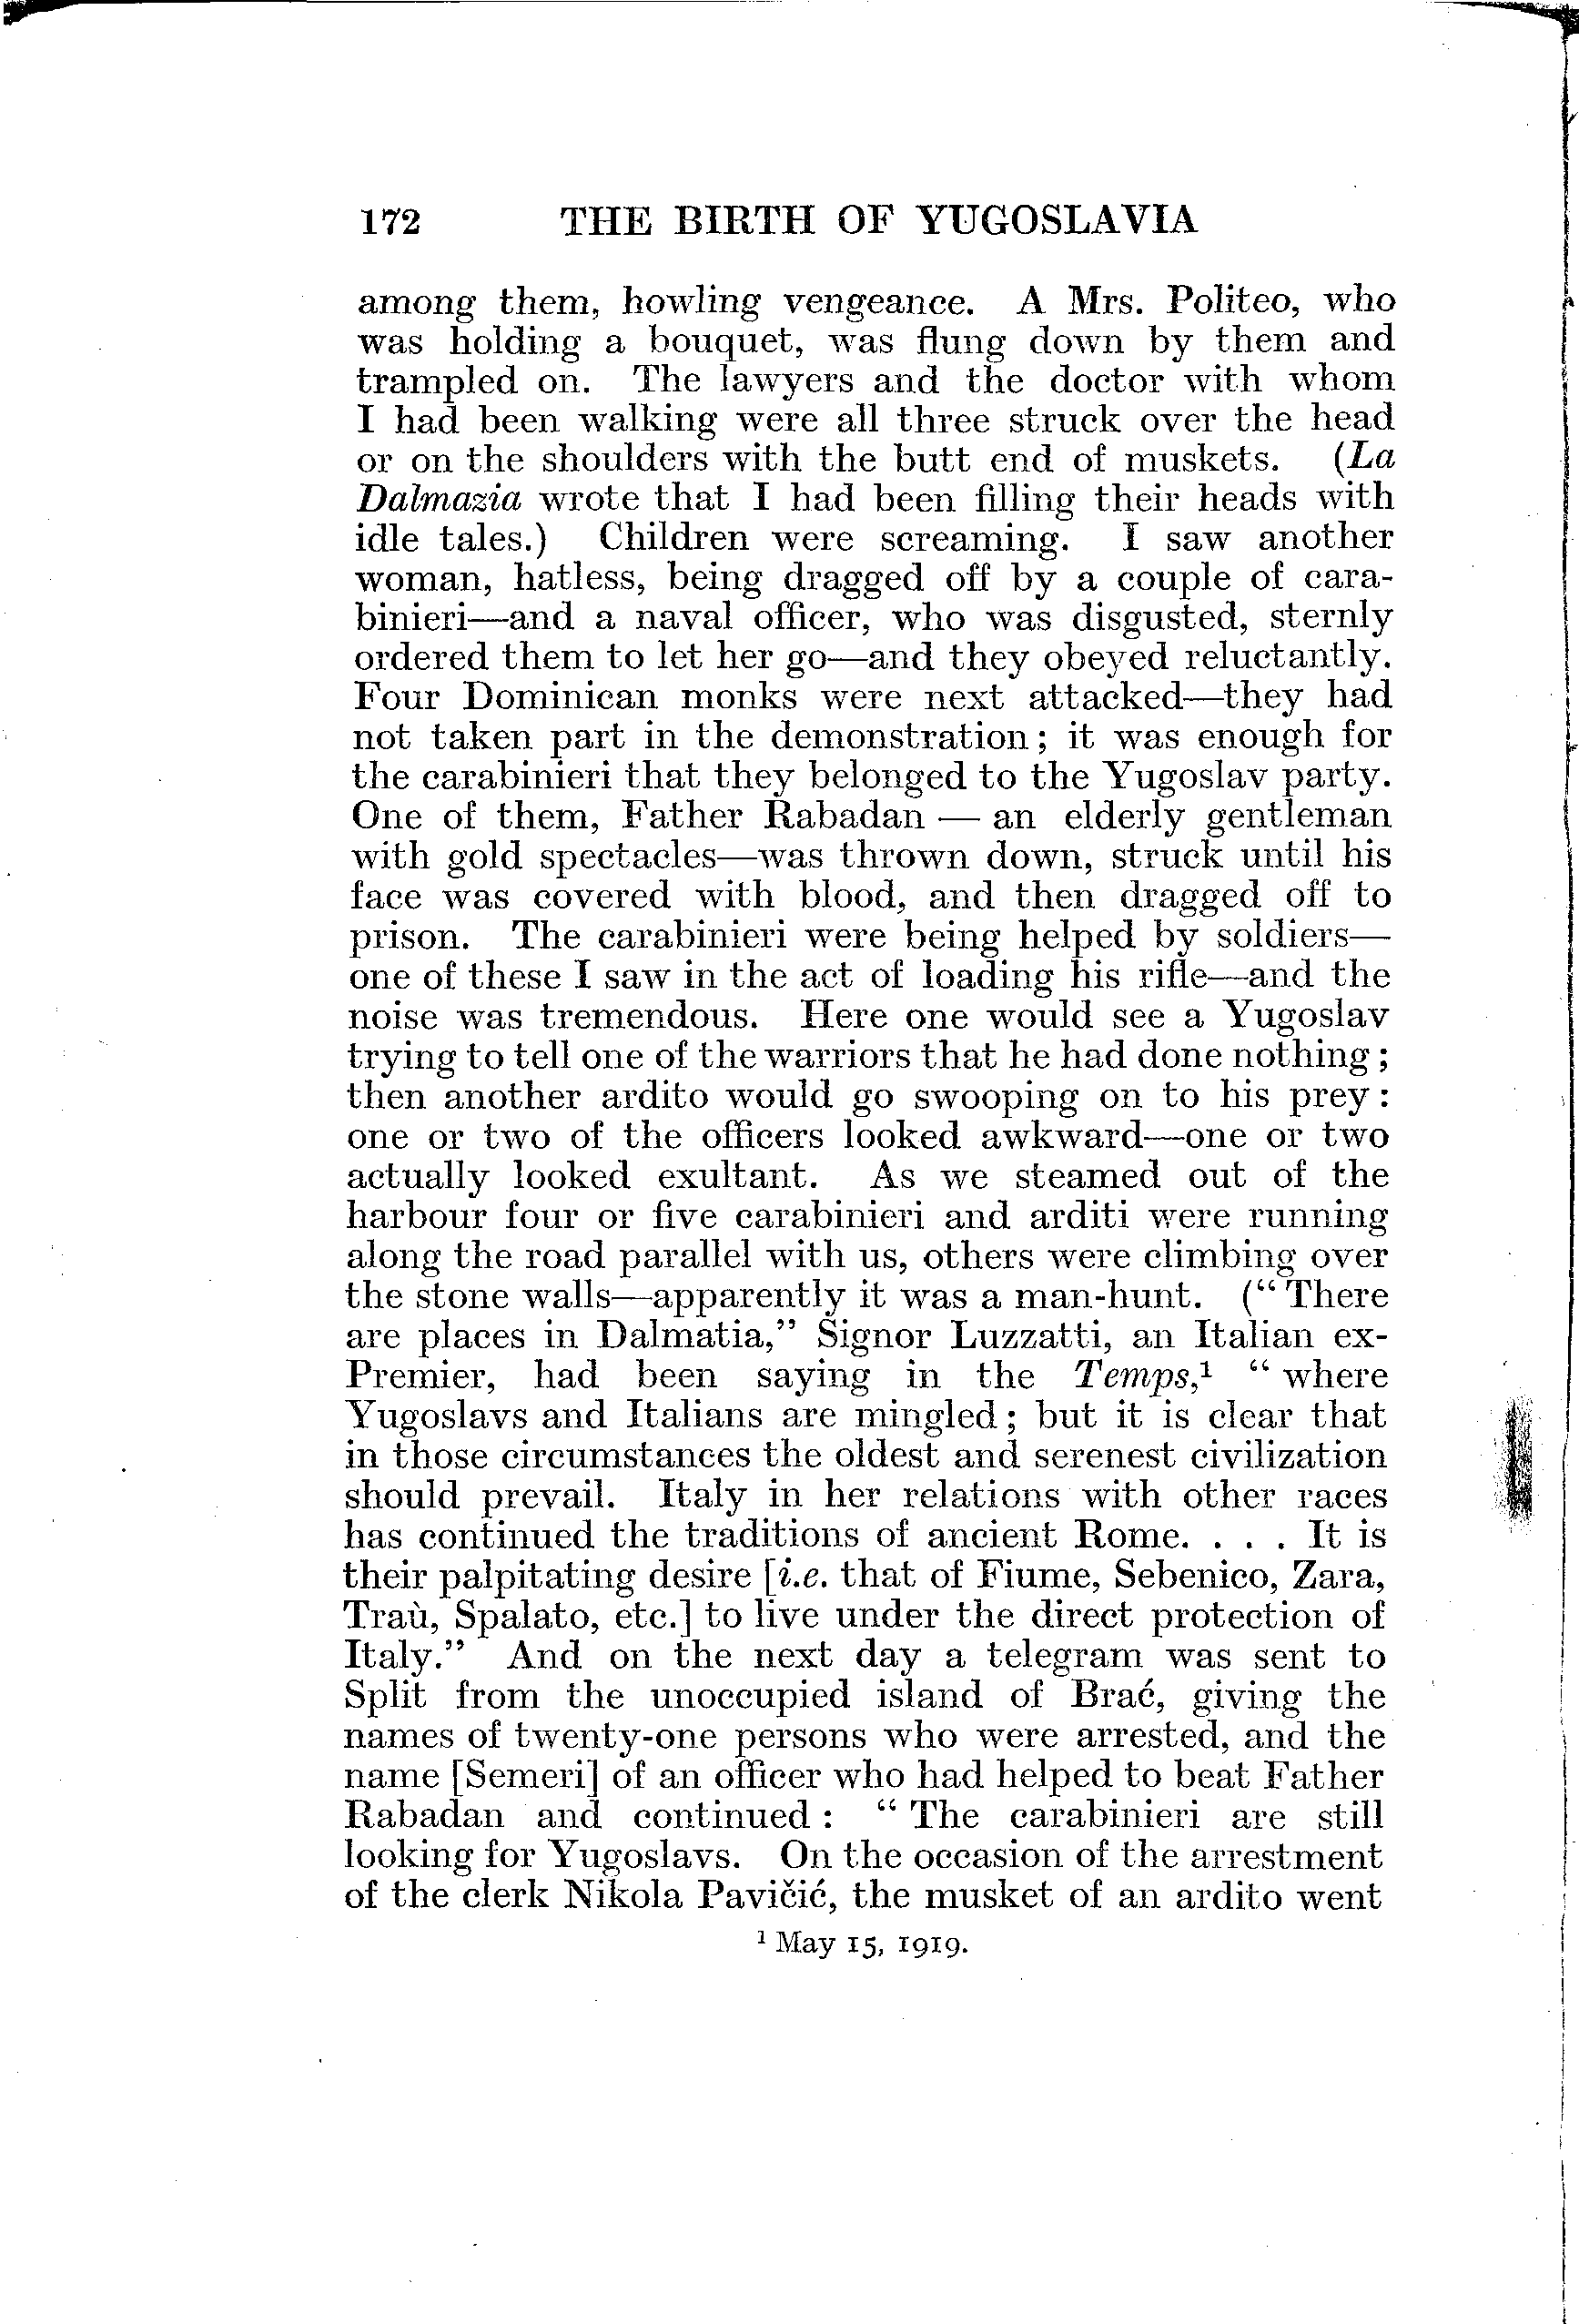 172 THE BIRTH OF YUGOSLAVIA
among them, howling vengeance. A Mrs. Politeo, who
was holding a bouquet, was flung down by them and
trampled on. The lawyers and the doctor with whom
I had been walking were all three struck over the head
or on the shoulders with the butt end of muskets. (La
Dalmazia wrote that I had been filling their heads with
idle tales.) Children were screaming. I saw another
woman, hatless, being dragged off by a couple of cara-
binieri—and a naval officer, who was disgusted, sternly
ordered them to let her go—and they obeyed reluctantly.
Four Dominican monks were next attacked—they had
not taken part in the demonstration; it was enough for
the carabinieri that they belonged to the Yugoslav party.
One of them, Father Rabadan — an elderly gentleman
with gold spectacles—was thrown down, struck until his
face was covered with blood, and then dragged off to
prison. The carabinieri were being helped by soldiers—
one of these I saw in the act of loading his rifle—and the
noise was tremendous. Here one would see a Yugoslav
trying to tell one of the warriors that he had done nothing;
then another ardito would go swooping on to his prey:
one or two of the officers looked awkward—one or two
actually looked exultant. As we steamed out of the
harbour four or five carabinieri and arditi were running
along the road parallel with us, others were climbing over
the stone walls—apparently it was a man-hunt. (“There
are places in Dalmatia,” Signor Luzzatti, an Italian ex-
Premier, had been saying in the Temps,¹ “where
Yugoslavs and Italians are mingled; but it is clear that
in those circumstances the oldest and serenest civilization
should prevail. Italy in her relations with other races
has continued the traditions of ancient Rome. . . . It is
their palpitating desire [i.e. that of Fiume, Sebenico, Zara,
Traù, Spalato, etc.] to live under the direct protection of
Italy.” And on the next day a telegram was sent to
Split from the unoccupied island of Brać, giving the
names of twenty-one persons who were arrested, and the
name [Semeri] of an officer who had helped to beat Father
Rabadan and continued: “The carabinieri are still
looking for Yugoslavs. On the occasion of the arrestment
of the clerk Nikola Pavičić, the musket of an ardito went
¹ May 15, 1919.